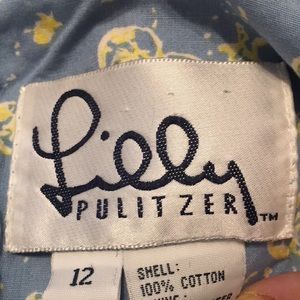 Lilly
PULITZER™
12
SHELL:
100% COTTON